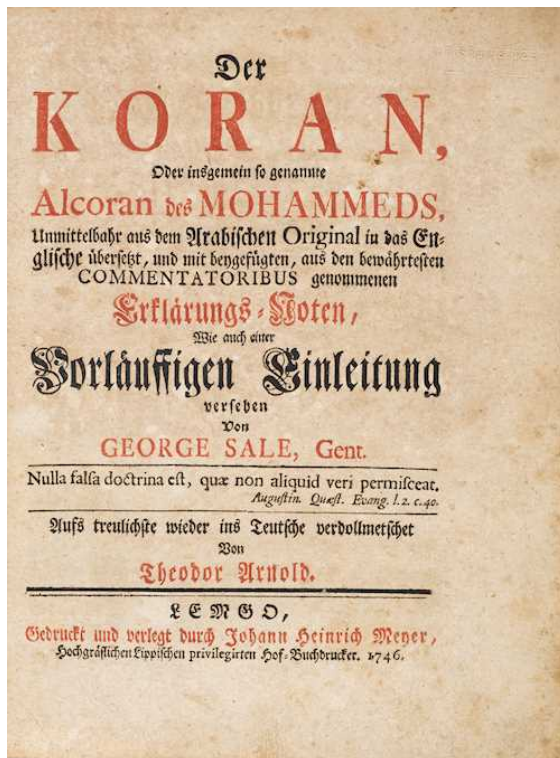 Der
KORAN,
Oder insgemein so genannte
Alcoran des MOHAMMEDS,
Unmittelbahr aus dem Arabischen Original in das En-
glische übersetzt, und mit beygefügten, aus den bewährtesten
COMMENTATORIBUS genommenen
Erklärungs-Noten,
Wie auch einer
Vorläuffigen Einleitung
versehen
Von
GEORGE SALE, Gent.
Nulla falsa doctrina est, quæ non aliquid veri permisceat.
Augustin. Quæst. Evang. l. 2. c. 40.
Aufs treulichste wieder ins Teutsche verdollmetschet
Von
Theodor Arnold.
LEMGO,
Gedruckt und verlegt durch Johann Heinrich Meyer,
Hochgräflichen Lippischen privilegirten Hof-Buchdrucker. 1746.